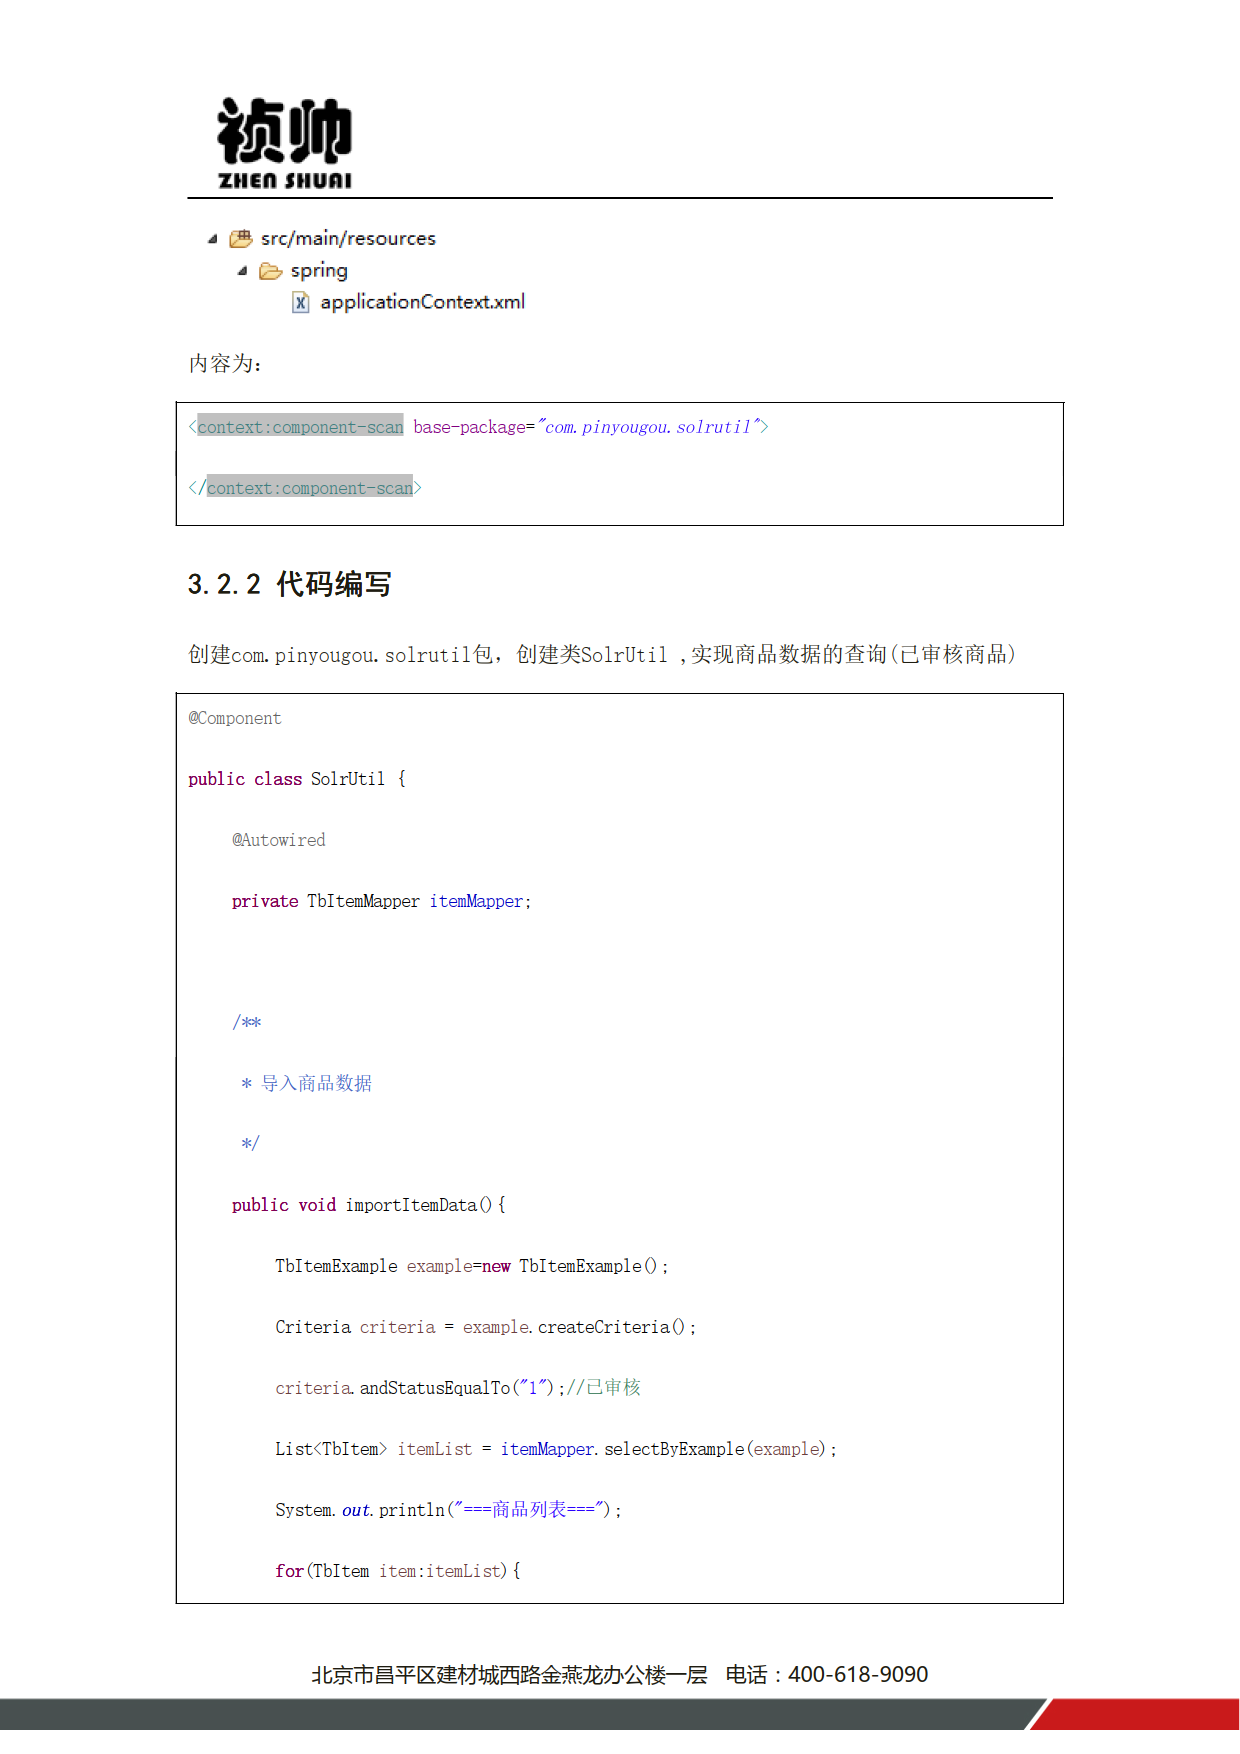 祯帅
ZHEN SHUAI
src/main/resources
spring
applicationContext.xml
内容为：
<context:component-scan base-package="com.pinyougou.solrutil">
</context:component-scan>
3.2.2 代码编写
创建com.pinyougou.solrutil包，创建类SolrUtil ,实现商品数据的查询(已审核商品)
@Component
public class SolrUtil {
@Autowired
private TbItemMapper itemMapper;
/**
* 导入商品数据
*/
public void importItemData(){
TbItemExample example=new TbItemExample();
Criteria criteria = example.createCriteria();
criteria.andStatusEqualTo("1");//已审核
List<TbItem> itemList = itemMapper.selectByExample(example);
System.out.println("===商品列表===");
for(TbItem item:itemList){
北京市昌平区建材城西路金燕龙办公楼一层 电话：400-618-9090